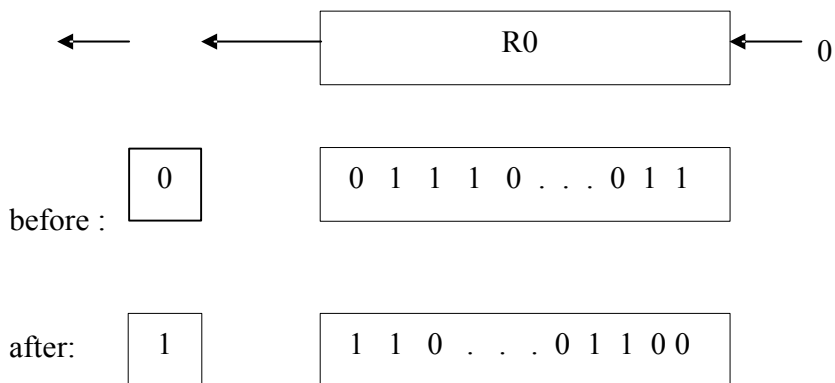 R0
0
0
0 1 1 1 0 . . . 0 1 1
before :
after:
1
1 1 0 . . . 0 1 1 0 0